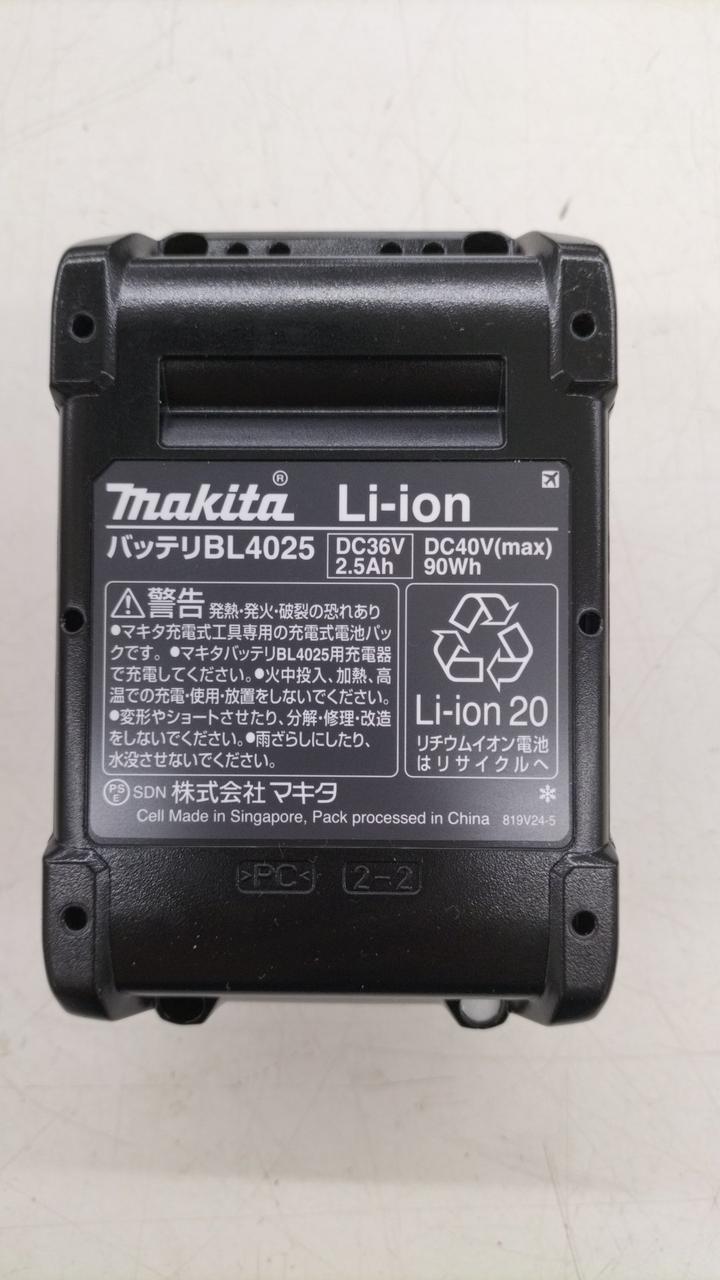 makita® Li-ion
バッテリBL4025 DC36V 2.5Ah DC40V(max) 90Wh
⚠警告 発熱・発火・破裂の恐れあり
●マキタ充電式工具専用の充電式電池パッ
クです。●マキタバッテリBL4025用充電器
で充電してください。●火中投入、加熱、高
温での充電・使用・放置をしないでください。
●変形やショートさせたり、分解・修理・改造
をしないでください。●雨ざらしにしたり、
水没させないでください。
Li-ion 20
リチウムイオン電池
はリサイクルへ
PSE SDN 株式会社 マキタ ✻
Cell Made in Singapore, Pack processed in China 819V24-5
>PC< 2-2